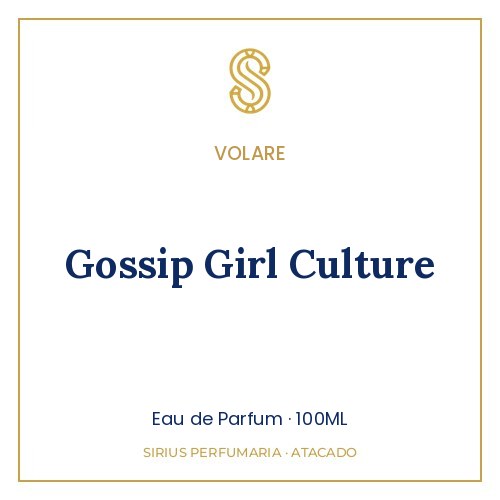 VOLARE
Gossip Girl Culture
Eau de Parfum · 100ML
SIRIUS PERFUMARIA · ATACADO